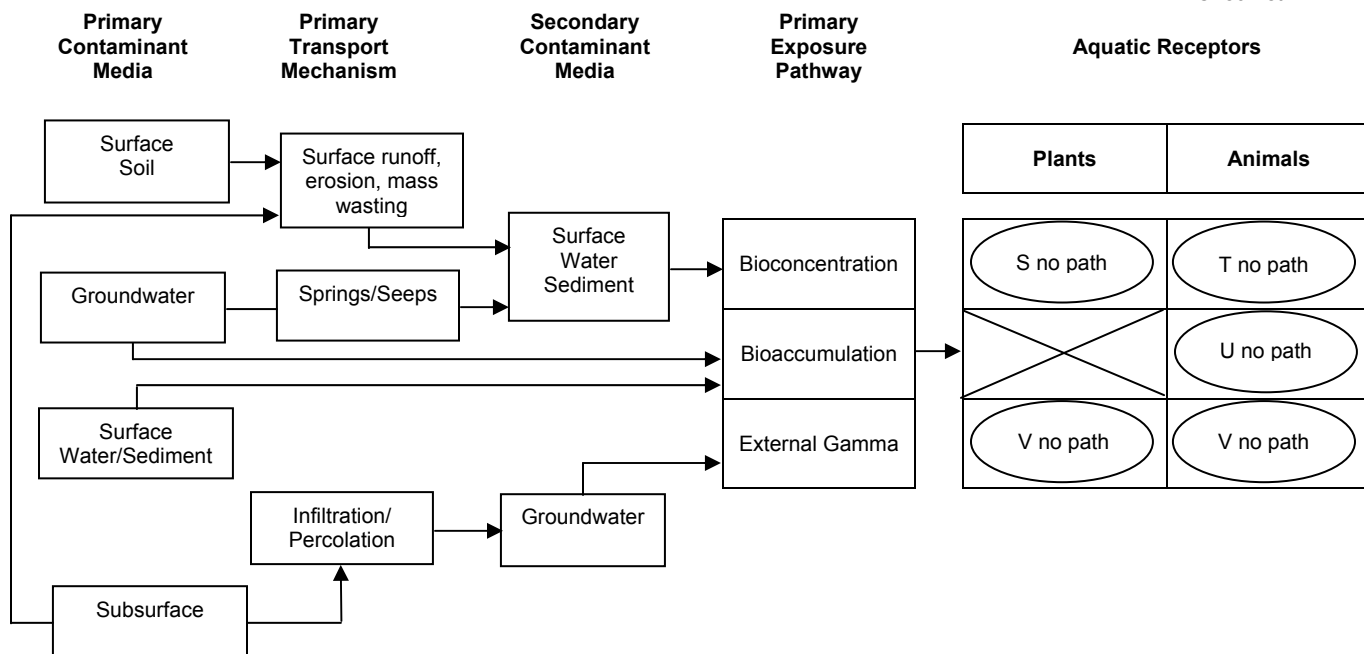 Primary
Contaminant
Media
Primary
Transport
Mechanism
Secondary
Contaminant
Media
Primary
Exposure
Pathway
Aquatic Receptors
Surface
Soil
Surface runoff,
erosion, mass
wasting
Plants
Animals
Surface
Water
Sediment
Bioconcentration
S no path
T no path
Groundwater
Springs/Seeps
Bioaccumulation
U no path
Surface
Water/Sediment
External Gamma
V no path
V no path
Infiltration/
Percolation
Groundwater
Subsurface